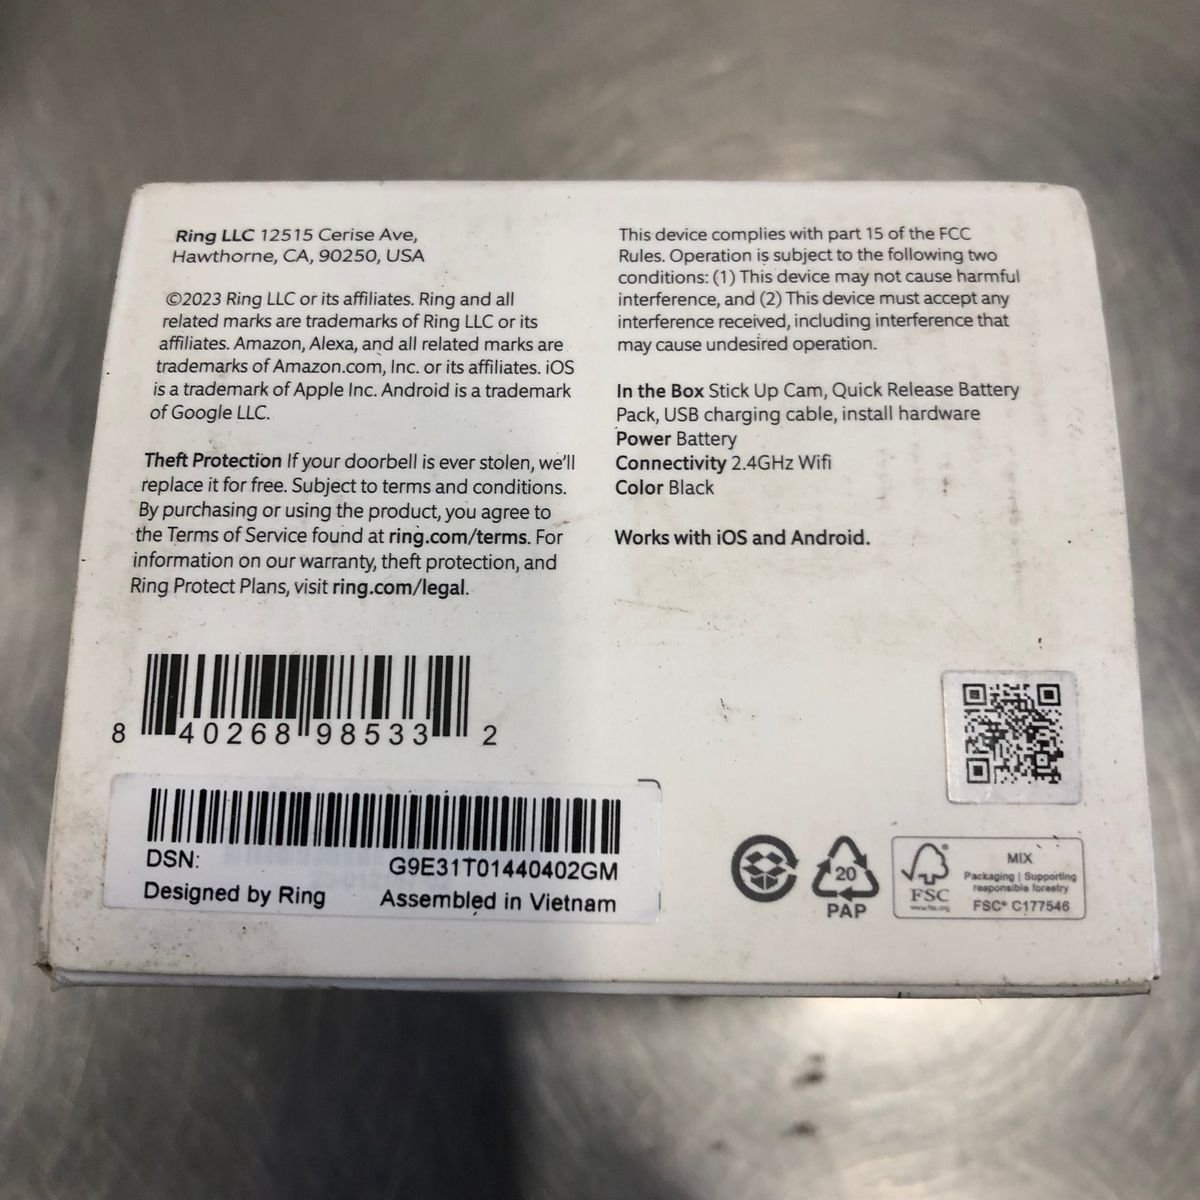 Ring LLC 12515 Cerise Ave,
Hawthorne, CA, 90250, USA
©2023 Ring LLC or its affiliates. Ring and all
related marks are trademarks of Ring LLC or its
affiliates. Amazon, Alexa, and all related marks are
trademarks of Amazon.com, Inc. or its affiliates. iOS
is a trademark of Apple Inc. Android is a trademark
of Google LLC.
Theft Protection If your doorbell is ever stolen, we'll
replace it for free. Subject to terms and conditions.
By purchasing or using the product, you agree to
the Terms of Service found at ring.com/terms. For
information on our warranty, theft protection, and
Ring Protect Plans, visit ring.com/legal.
8 40268 98533 2
DSN: G9E31T01440402GM
Designed by Ring Assembled in Vietnam
This device complies with part 15 of the FCC
Rules. Operation is subject to the following two
conditions: (1) This device may not cause harmful
interference, and (2) This device must accept any
interference received, including interference that
may cause undesired operation.
In the Box Stick Up Cam, Quick Release Battery
Pack, USB charging cable, install hardware
Power Battery
Connectivity 2.4GHz Wifi
Color Black
Works with iOS and Android.
20
PAP
FSC
www.fsc.org
MIX
Packaging | Supporting
responsible forestry
FSC® C177546